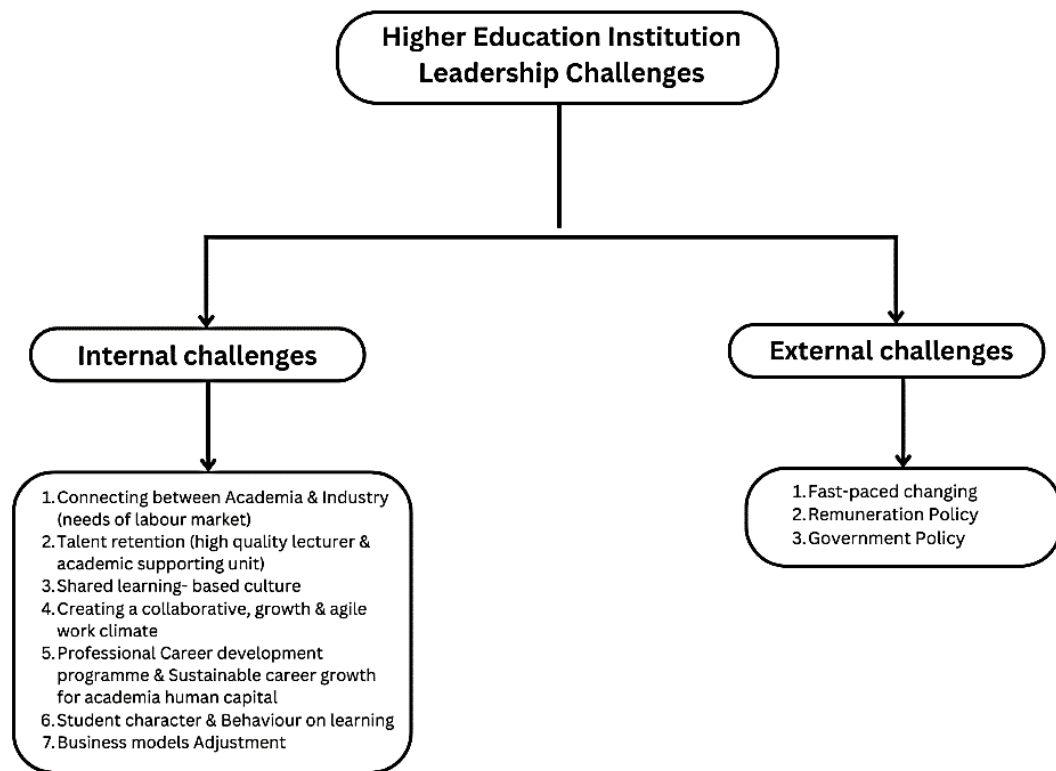 Higher Education Institution
Leadership Challenges
Internal challenges
External challenges
1. Connecting between Academia & Industry
(needs of labour market)
2. Talent retention (high quality lecturer &
academic supporting unit)
3. Shared learning- based culture
4. Creating a collaborative, growth & agile
work climate
5. Professional Career development
programme & Sustainable career growth
for academia human capital
6. Student character & Behaviour on learning
7. Business models Adjustment
1. Fast-paced changing
2. Remuneration Policy
3. Government Policy